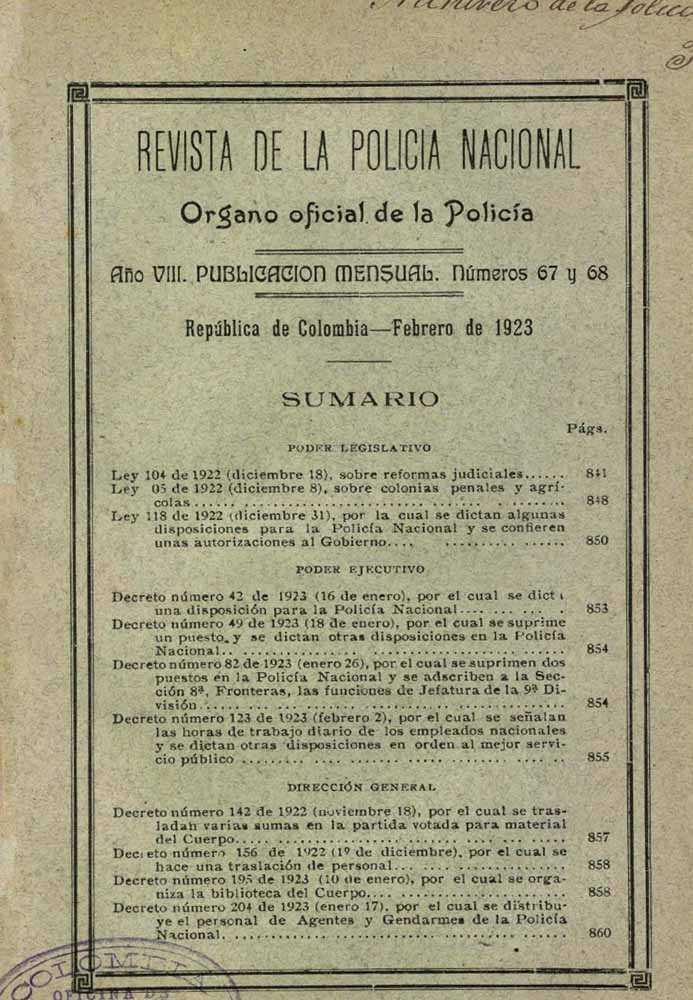 Archivero de la Policía
REVISTA DE LA POLICIA NACIONAL
Organo oficial de la Policía
Año VIII. PUBLICACION MENSUAL. Números 67 y 68
República de Colombia—Febrero de 1923
SUMARIO
Págs.
PODER LEGISLATIVO
Ley 104 de 1922 (diciembre 18), sobre reformas judiciales...... 841
Ley 05 de 1922 (diciembre 8), sobre colonias penales y agrí-
colas.................................................... 848
Ley 118 de 1922 (diciembre 31), por la cual se dictan algunas
disposiciones para la Policía Nacional y se confieren
unas autorizaciones al Gobierno.... ................ 850
PODER EJECUTIVO
Decreto número 42 de 1923 (16 de enero), por el cual se dict
una disposición para la Policía Nacional.... ... ... . 853
Decreto número 49 de 1923 (18 de enero), por el cual se suprime
un puesto, y se dictan otras disposiciones en la Policía
Nacional.. .............................................. 854
Decreto número 82 de 1923 (enero 26), por el cual se suprimen dos
puestos en la Policía Nacional y se adscriben a la Sec-
ción 8ª, Fronteras, las funciones de Jefatura de la 9ª Di-
visión................................................... 854
Decreto número 123 de 1923 (febrero 2), por el cual se señalan
las horas de trabajo diario de los empleados nacionales
y se dictan otras disposiciones en orden al mejor servi-
cio público ............................................. 855
DIRECCIÓN GENERAL
Decreto número 142 de 1922 (noviembre 18), por el cual se tras-
ladan varias sumas en la partida votada para material
del Cuerpo............................................... 857
Decreto número 156 de 1922 (1º de diciembre), por el cual se
hace una traslación de personal.......................... 858
Decreto número 195 de 1923 (10 de enero), por el cual se orga-
niza la biblioteca del Cuerpo............................ 858
Decreto número 204 de 1923 (enero 17), por el cual se distribu-
ye el personal de Agentes y Gendarmes de la Policía
Nacional................................................. 860
COLOMBIA
OFICINA DE